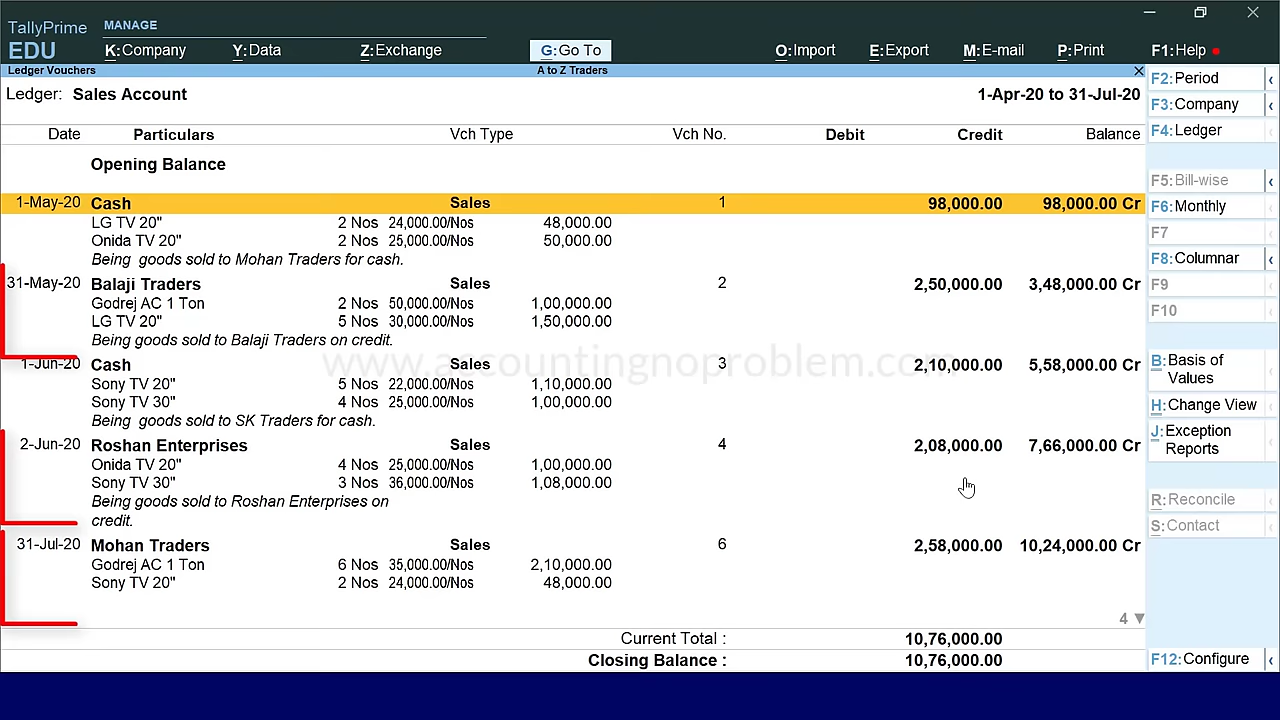 TallyPrime MANAGE
EDU K:Company Y:Data Z:Exchange G:Go To O:Import E:Export M:E-mail P:Print F1:Help
Ledger Vouchers A to Z Traders
Ledger: Sales Account 1-Apr-20 to 31-Jul-20
Date Particulars Vch Type Vch No. Debit Credit Balance
Opening Balance
1-May-20 Cash Sales 1 98,000.00 98,000.00 Cr
LG TV 20" 2 Nos 24,000.00/Nos 48,000.00
Onida TV 20" 2 Nos 25,000.00/Nos 50,000.00
Being goods sold to Mohan Traders for cash.
31-May-20 Balaji Traders Sales 2 2,50,000.00 3,48,000.00 Cr
Godrej AC 1 Ton 2 Nos 50,000.00/Nos 1,00,000.00
LG TV 20" 5 Nos 30,000.00/Nos 1,50,000.00
Being goods sold to Balaji Traders on credit.
www.accountingnoproblem.com
1-Jun-20 Cash Sales 3 2,10,000.00 5,58,000.00 Cr
Sony TV 20" 5 Nos 22,000.00/Nos 1,10,000.00
Sony TV 30" 4 Nos 25,000.00/Nos 1,00,000.00
Being goods sold to SK Traders for cash.
2-Jun-20 Roshan Enterprises Sales 4 2,08,000.00 7,66,000.00 Cr
Onida TV 20" 4 Nos 25,000.00/Nos 1,00,000.00
Sony TV 30" 3 Nos 36,000.00/Nos 1,08,000.00
Being goods sold to Roshan Enterprises on
credit.
31-Jul-20 Mohan Traders Sales 6 2,58,000.00 10,24,000.00 Cr
Godrej AC 1 Ton 6 Nos 35,000.00/Nos 2,10,000.00
Sony TV 20" 2 Nos 24,000.00/Nos 48,000.00
4
Current Total : 10,76,000.00
Closing Balance : 10,76,000.00
F2:Period
F3:Company
F4:Ledger
F5:Bill-wise
F6:Monthly
F7
F8:Columnar
F9
F10
B:Basis of
Values
H:Change View
J:Exception
Reports
R:Reconcile
S:Contact
F12:Configure